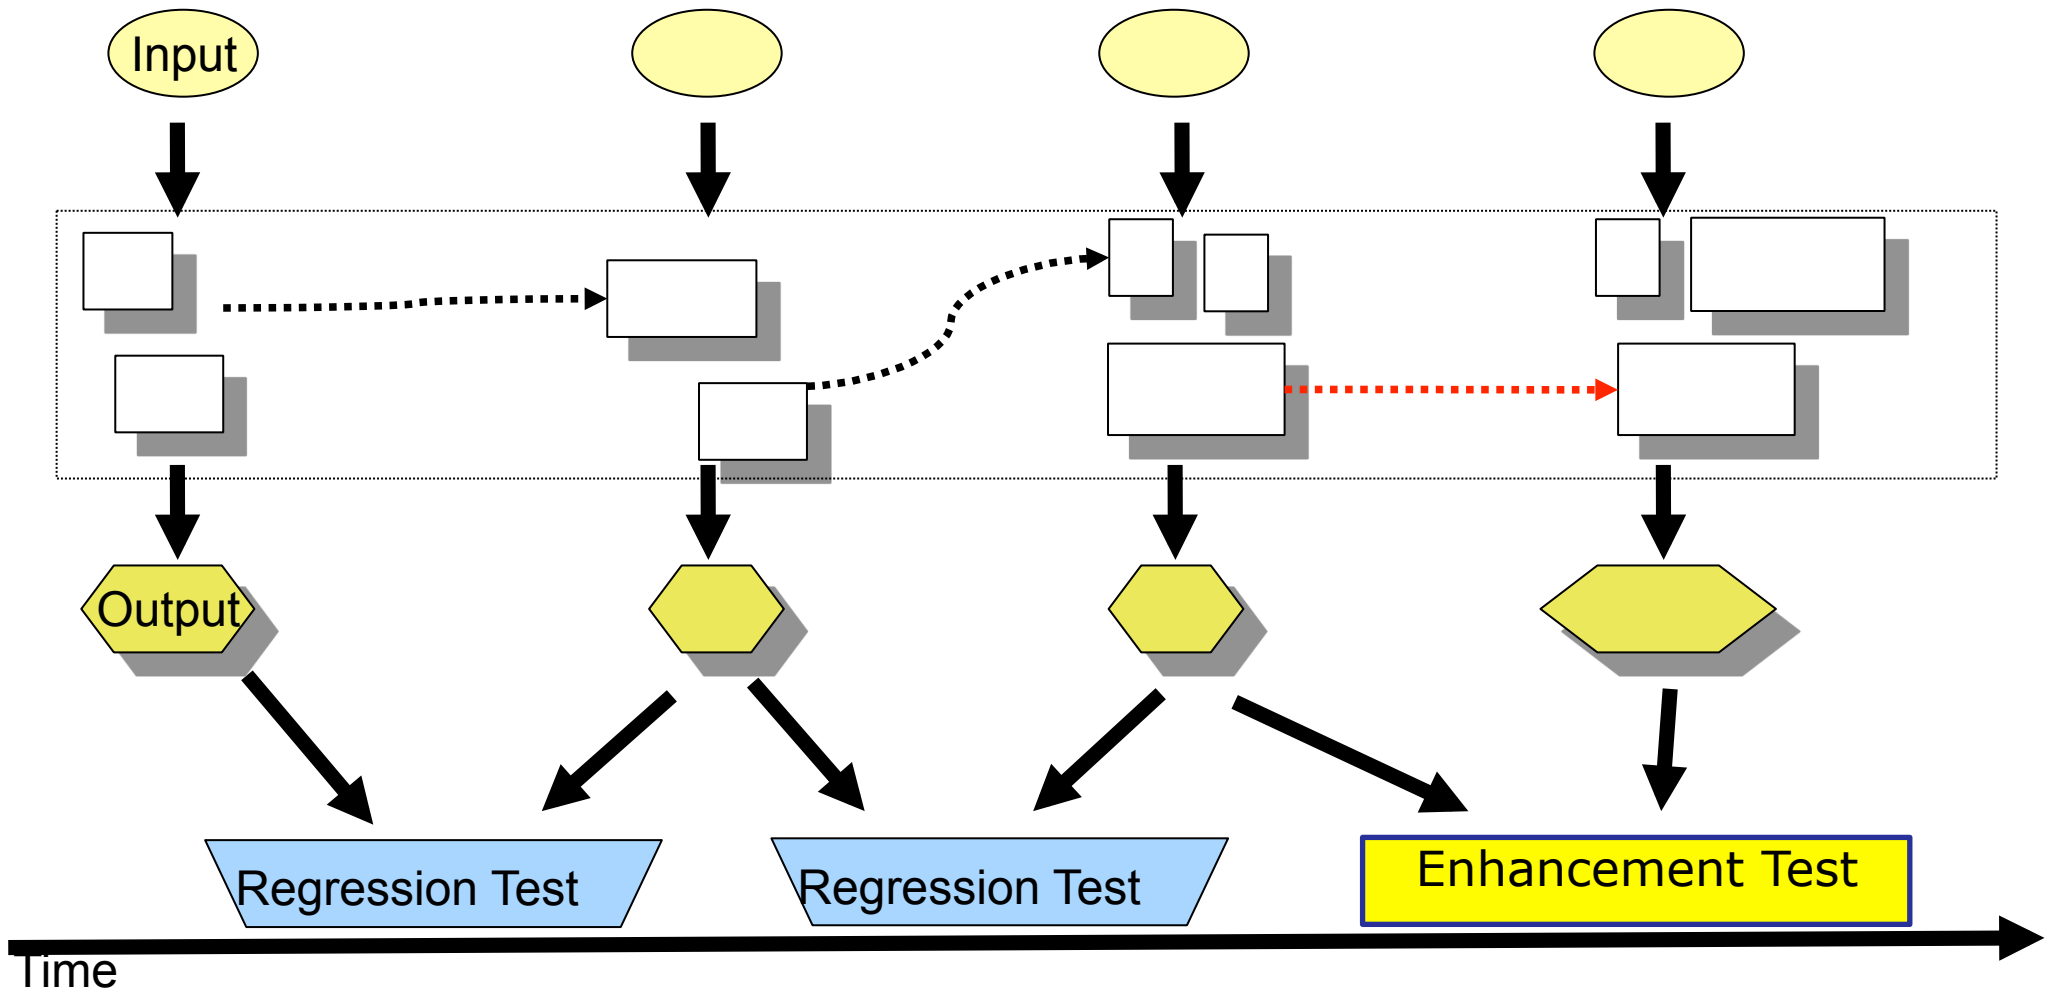 Input
Output
Regression Test
Regression Test
Enhancement Test
Time